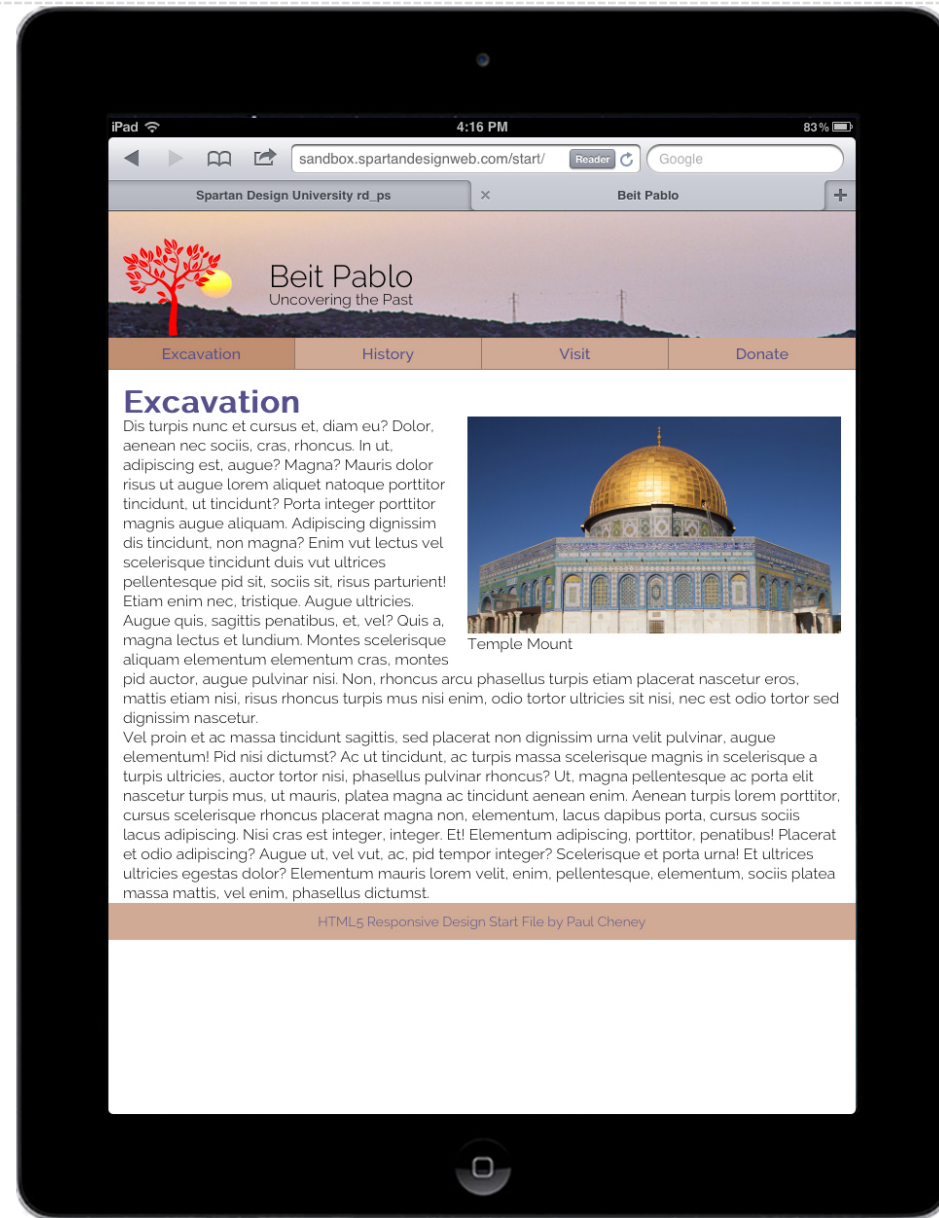 iPad
4:16 PM
83%
sandbox.spartandesignweb.com/start/
Reader
Google
Spartan Design University rd_ps
Beit Pablo
Beit Pablo
Uncovering the Past
Excavation
History
Visit
Donate
Excavation
Dis turpis nunc et cursus et, diam eu? Dolor,
aenean nec sociis, cras, rhoncus. In ut,
adipiscing est, augue? Magna? Mauris dolor
risus ut augue lorem aliquet natoque porttitor
tincidunt, ut tincidunt? Porta integer porttitor
magnis augue aliquam. Adipiscing dignissim
dis tincidunt, non magna? Enim vut lectus vel
scelerisque tincidunt duis vut ultrices
pellentesque pid sit, sociis sit, risus parturient!
Etiam enim nec, tristique. Augue ultricies.
Augue quis, sagittis penatibus, et, vel? Quis a,
magna lectus et lundium. Montes scelerisque
aliquam elementum elementum cras, montes
Temple Mount
pid auctor, augue pulvinar nisi. Non, rhoncus arcu phasellus turpis etiam placerat nascetur eros,
mattis etiam nisi, risus rhoncus turpis mus nisi enim, odio tortor ultricies sit nisi, nec est odio tortor sed
dignissim nascetur.
Vel proin et ac massa tincidunt sagittis, sed placerat non dignissim urna velit pulvinar, augue
elementum! Pid nisi dictumst? Ac ut tincidunt, ac turpis massa scelerisque magnis in scelerisque a
turpis ultricies, auctor tortor nisi, phasellus pulvinar rhoncus? Ut, magna pellentesque ac porta elit
nascetur turpis mus, ut mauris, platea magna ac tincidunt aenean enim. Aenean turpis lorem porttitor,
cursus scelerisque rhoncus placerat magna non, elementum, lacus dapibus porta, cursus sociis
lacus adipiscing. Nisi cras est integer, integer. Et! Elementum adipiscing, porttitor, penatibus! Placerat
et odio adipiscing? Augue ut, vel vut, ac, pid tempor integer? Scelerisque et porta urna! Et ultrices
ultricies egestas dolor? Elementum mauris lorem velit, enim, pellentesque, elementum, sociis platea
massa mattis, vel enim, phasellus dictumst.
HTML5 Responsive Design Start File by Paul Cheney